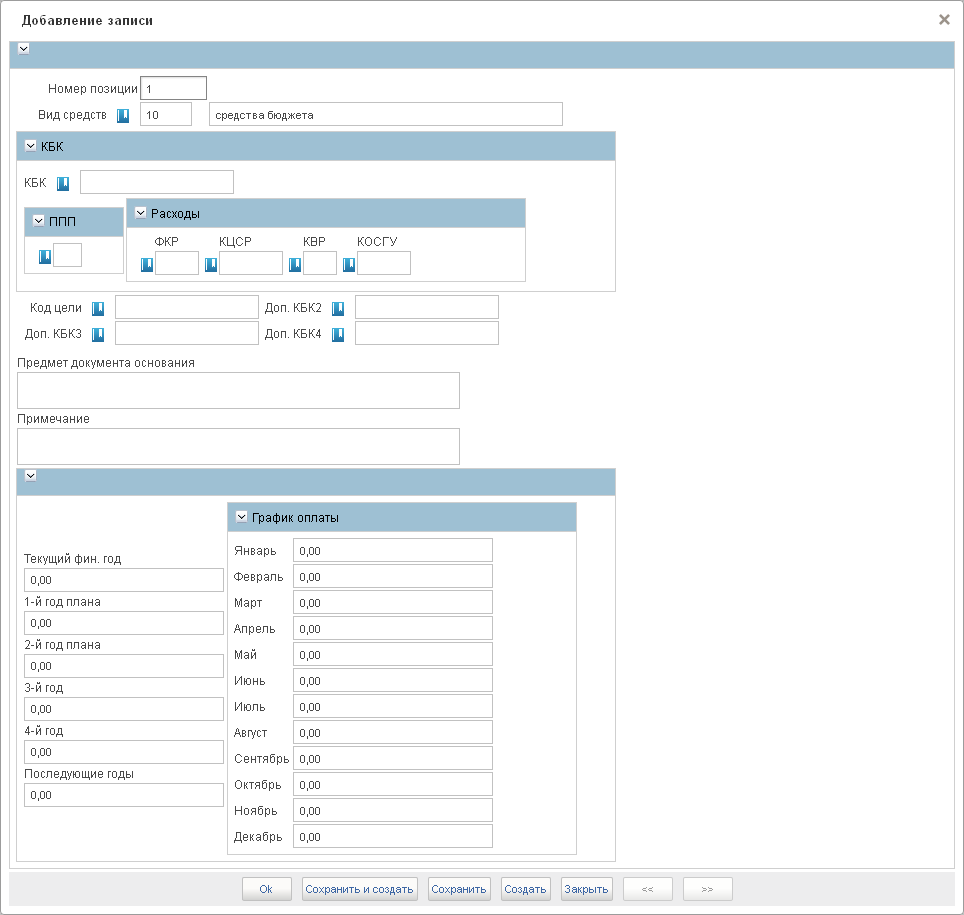 Добавление записи
Номер позиции 1
Вид средств 10 средства бюджета
КБК
КБК
ППП Расходы
ФКР КЦСР КВР КОСГУ
Код цели Доп. КБК2
Доп. КБК3 Доп. КБК4
Предмет документа основания
Примечание
График оплаты
Текущий фин. год
0,00
1-й год плана
0,00
2-й год плана
0,00
3-й год
0,00
4-й год
0,00
Последующие годы
0,00
Январь 0,00
Февраль 0,00
Март 0,00
Апрель 0,00
Май 0,00
Июнь 0,00
Июль 0,00
Август 0,00
Сентябрь 0,00
Октябрь 0,00
Ноябрь 0,00
Декабрь 0,00
Ok Сохранить и создать Сохранить Создать Закрыть << >>